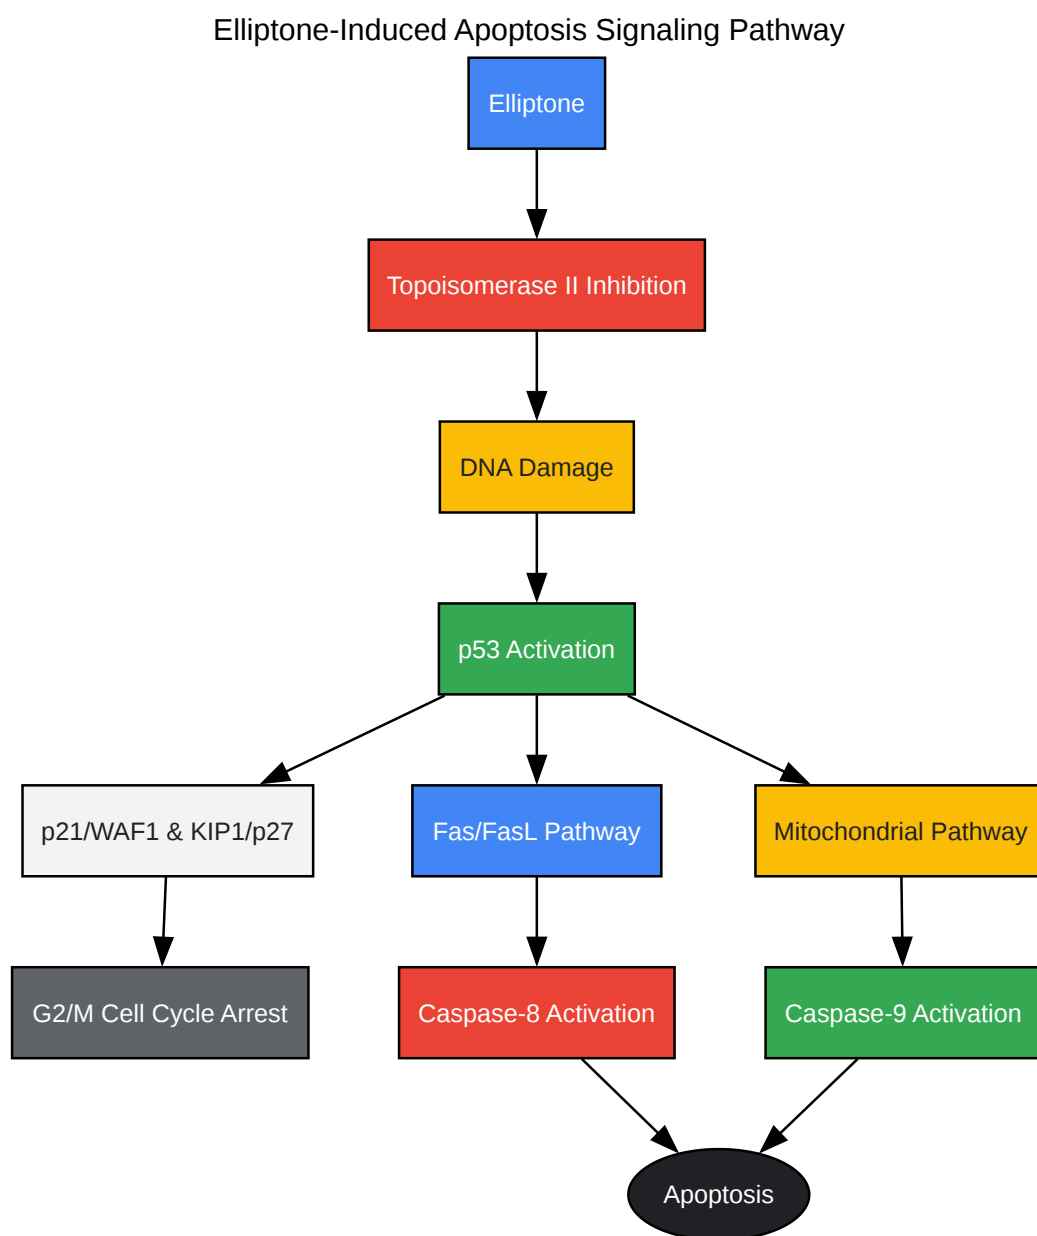 Elliptone-Induced Apoptosis Signaling Pathway
Elliptone
Topoisomerase II Inhibition
DNA Damage
p53 Activation
p21/WAF1 & KIP1/p27
Fas/FasL Pathway
Mitochondrial Pathway
G2/M Cell Cycle Arrest
Caspase-8 Activation
Caspase-9 Activation
Apoptosis